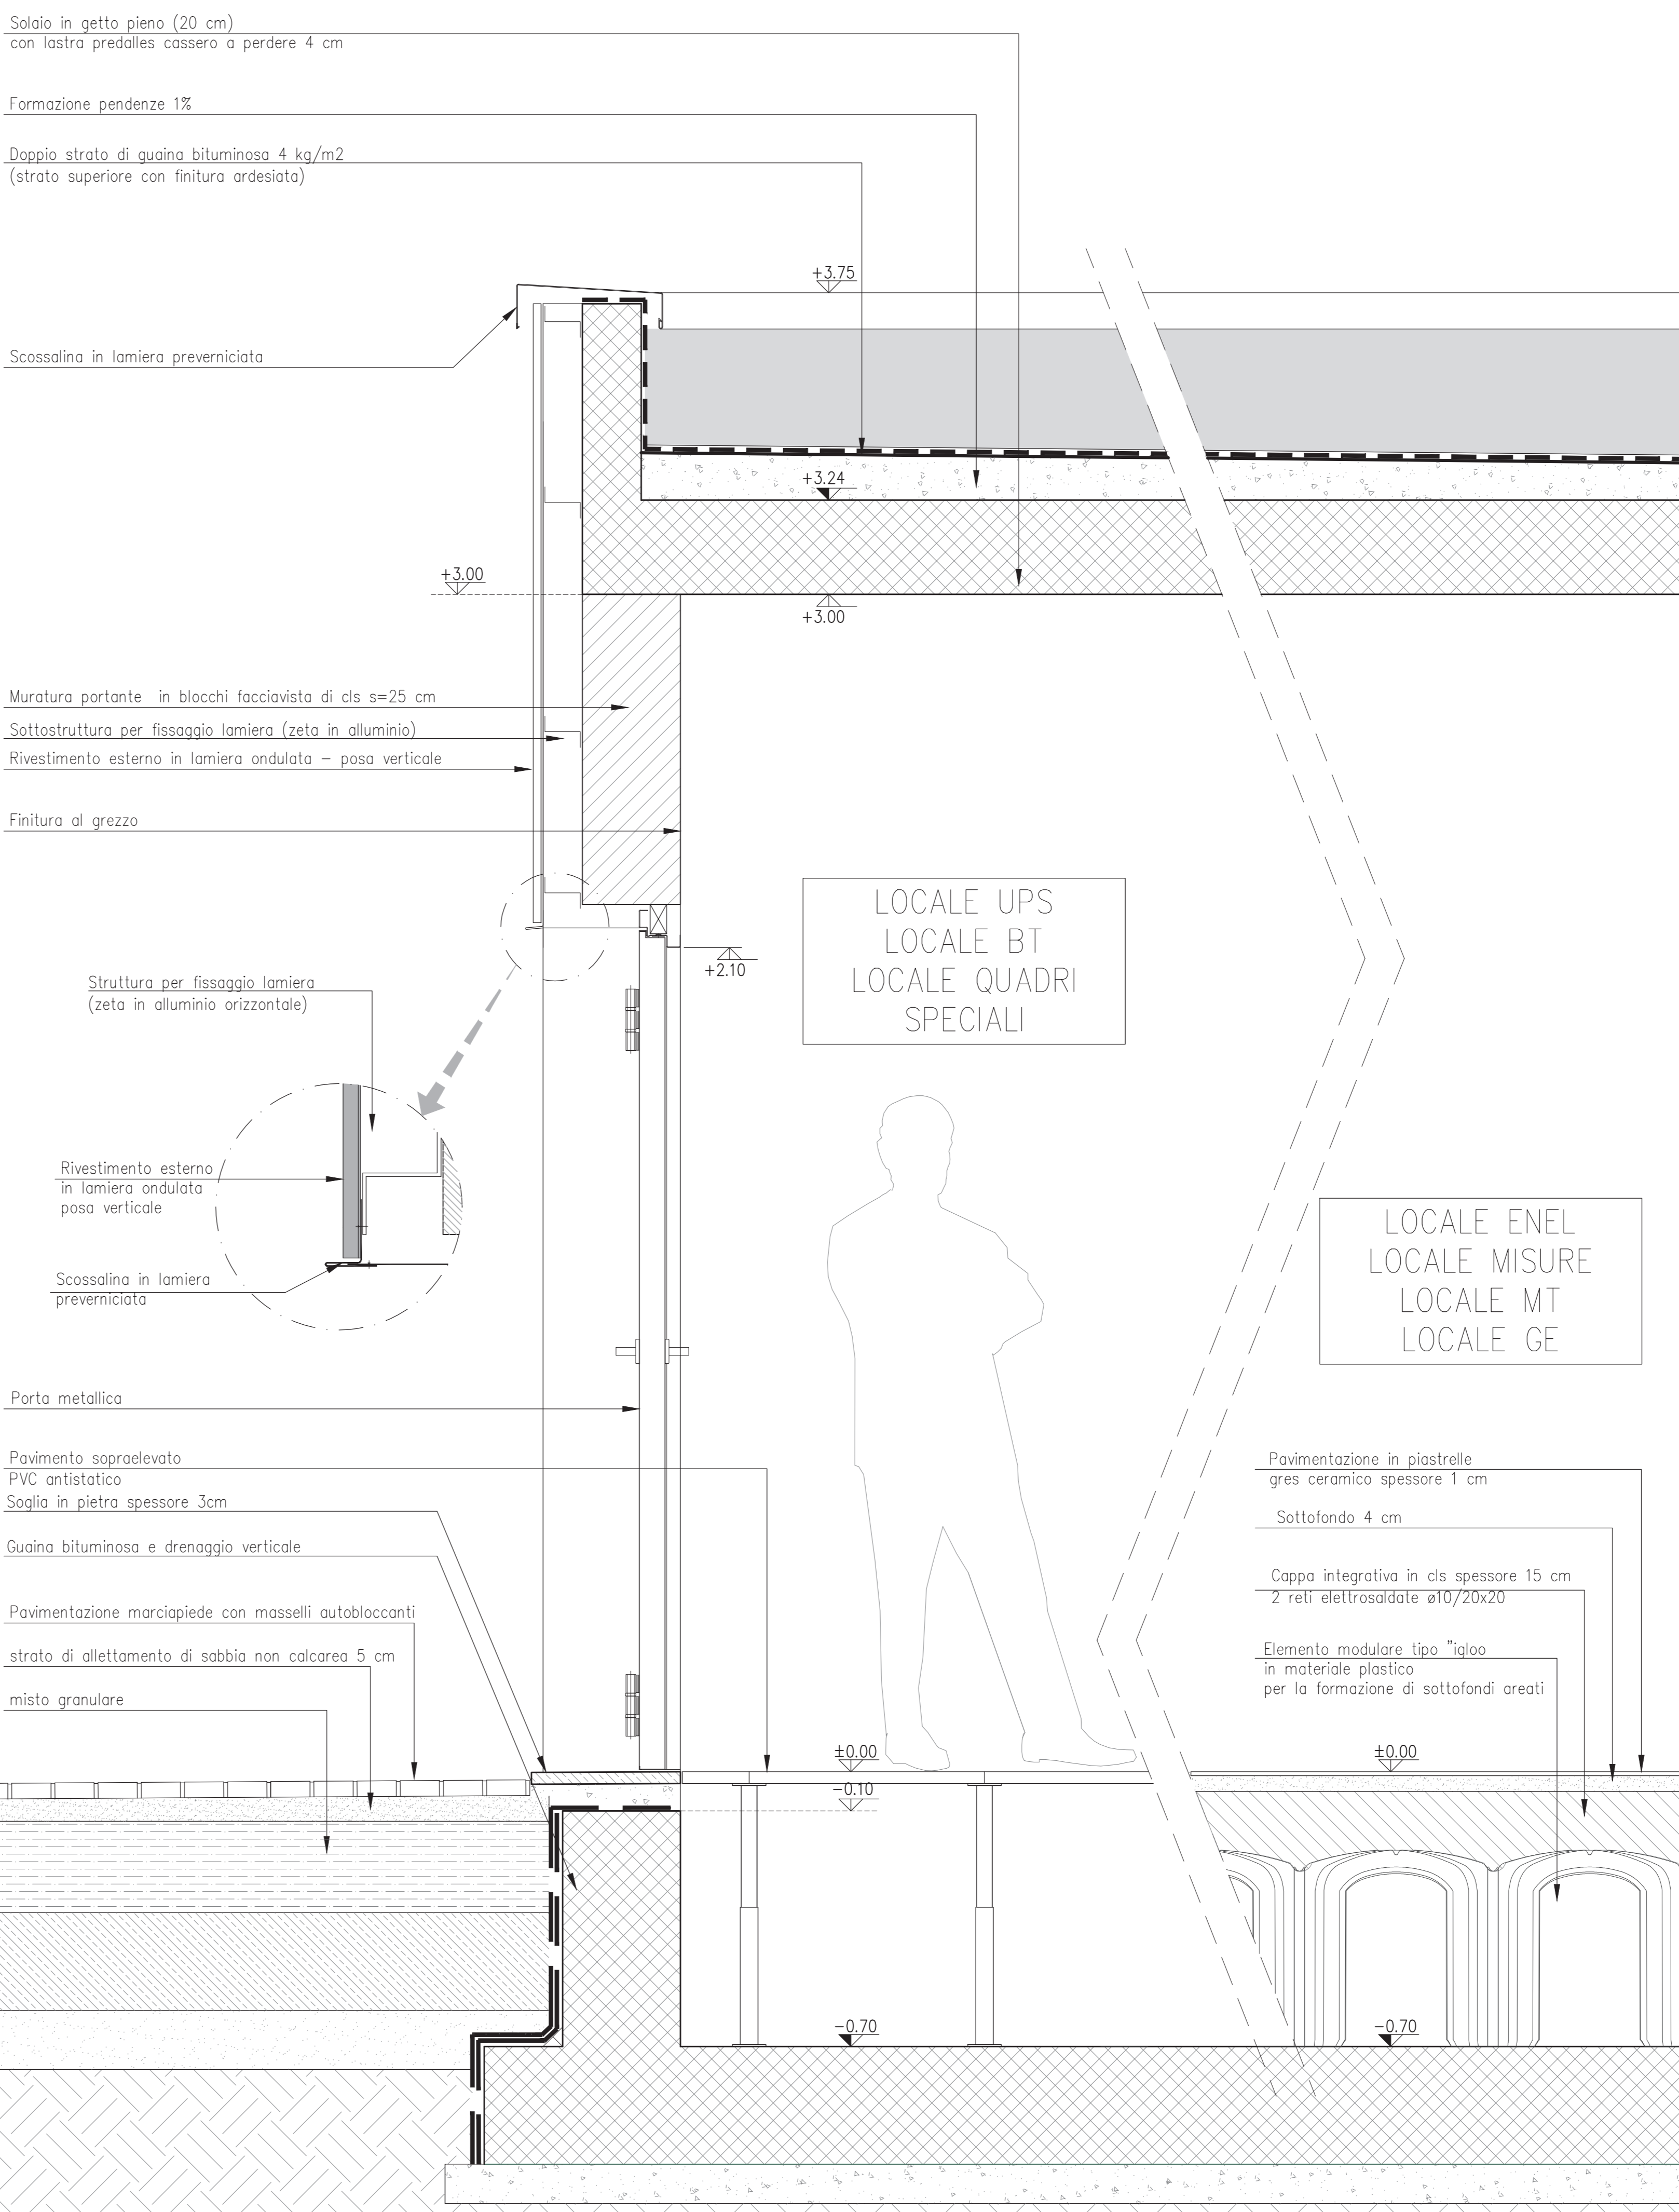 Solaio in getto pieno (20 cm)
con lastra predalles cassero a perdere 4 cm
Formazione pendenze 1%
Doppio strato di guaina bituminosa 4 kg/m2
(strato superiore con finitura ardesiata)
+3.75
Scossalina in lamiera preverniciata
+3.24
+3.00
+3.00
Muratura portante in blocchi facciavista di cls s=25 cm
Sottostruttura per fissaggio lamiera (zeta in alluminio)
Rivestimento esterno in lamiera ondulata – posa verticale
Finitura al grezzo
LOCALE UPS
LOCALE BT
LOCALE QUADRI
SPECIALI
+2.10
Struttura per fissaggio lamiera
(zeta in alluminio orizzontale)
Rivestimento esterno
in lamiera ondulata
posa verticale
Scossalina in lamiera
preverniciata
LOCALE ENEL
LOCALE MISURE
LOCALE MT
LOCALE GE
Porta metallica
Pavimento sopraelevato
PVC antistatico
Soglia in pietra spessore 3cm
Guaina bituminosa e drenaggio verticale
Pavimentazione marciapiede con masselli autobloccanti
strato di allettamento di sabbia non calcarea 5 cm
misto granulare
Pavimentazione in piastrelle
gres ceramico spessore 1 cm
Sottofondo 4 cm
Cappa integrativa in cls spessore 15 cm
2 reti elettrosaldate ø10/20x20
Elemento modulare tipo "igloo
in materiale plastico
per la formazione di sottofondi areati
±0.00
±0.00
-0.10
-0.70
-0.70